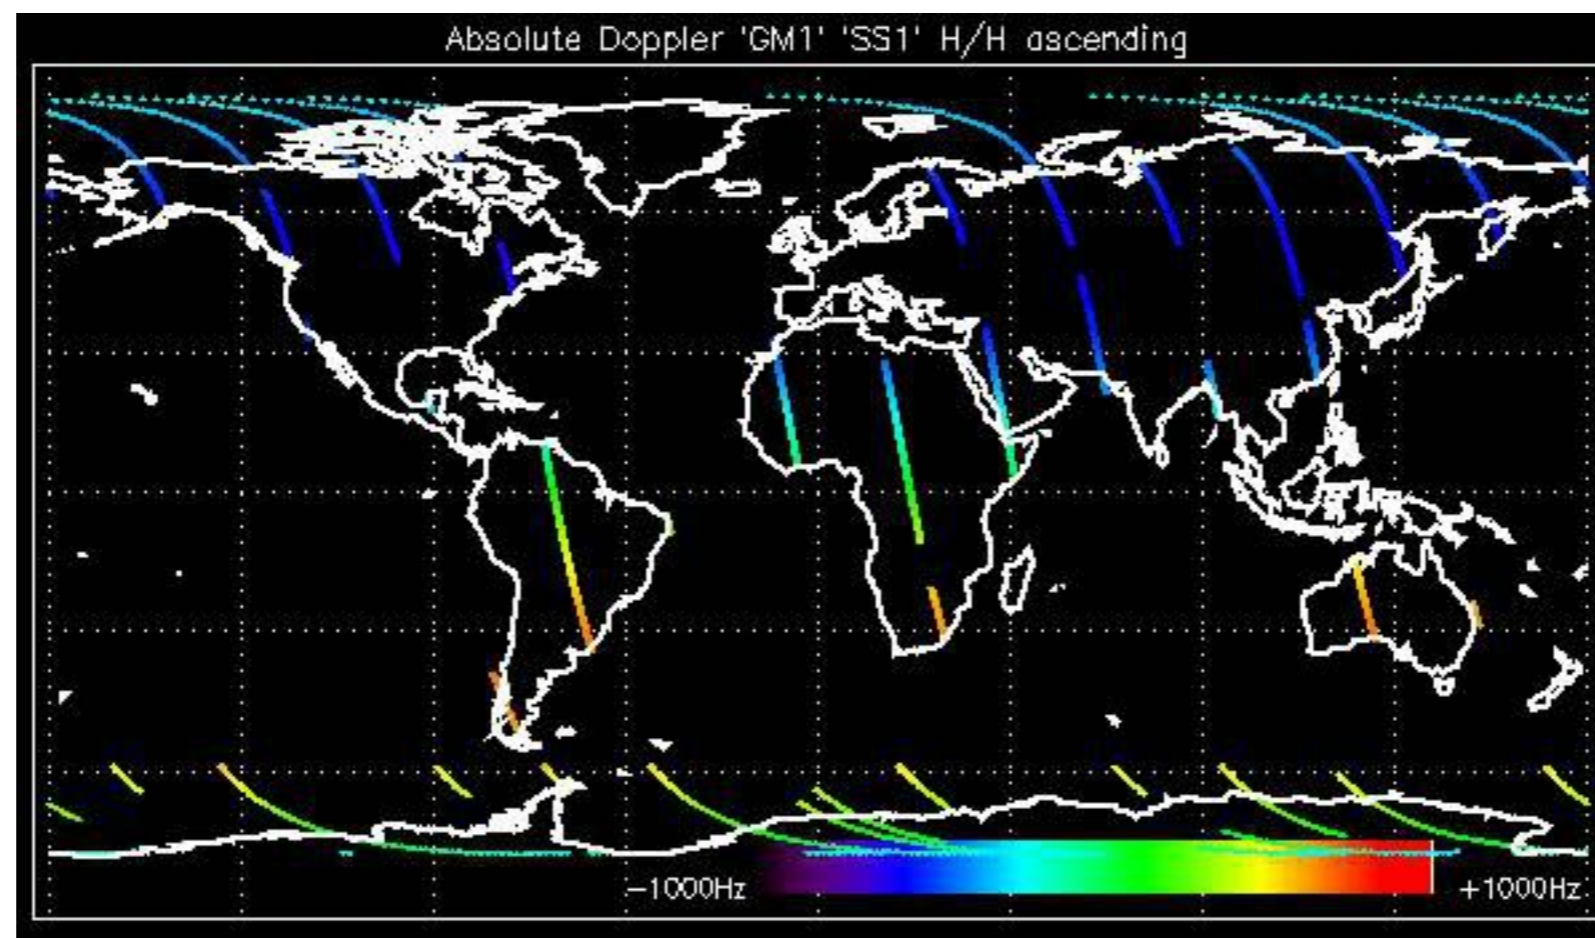 Absolute Doppler 'GM1' 'SS1' H/H ascending
−1000Hz
+1000Hz